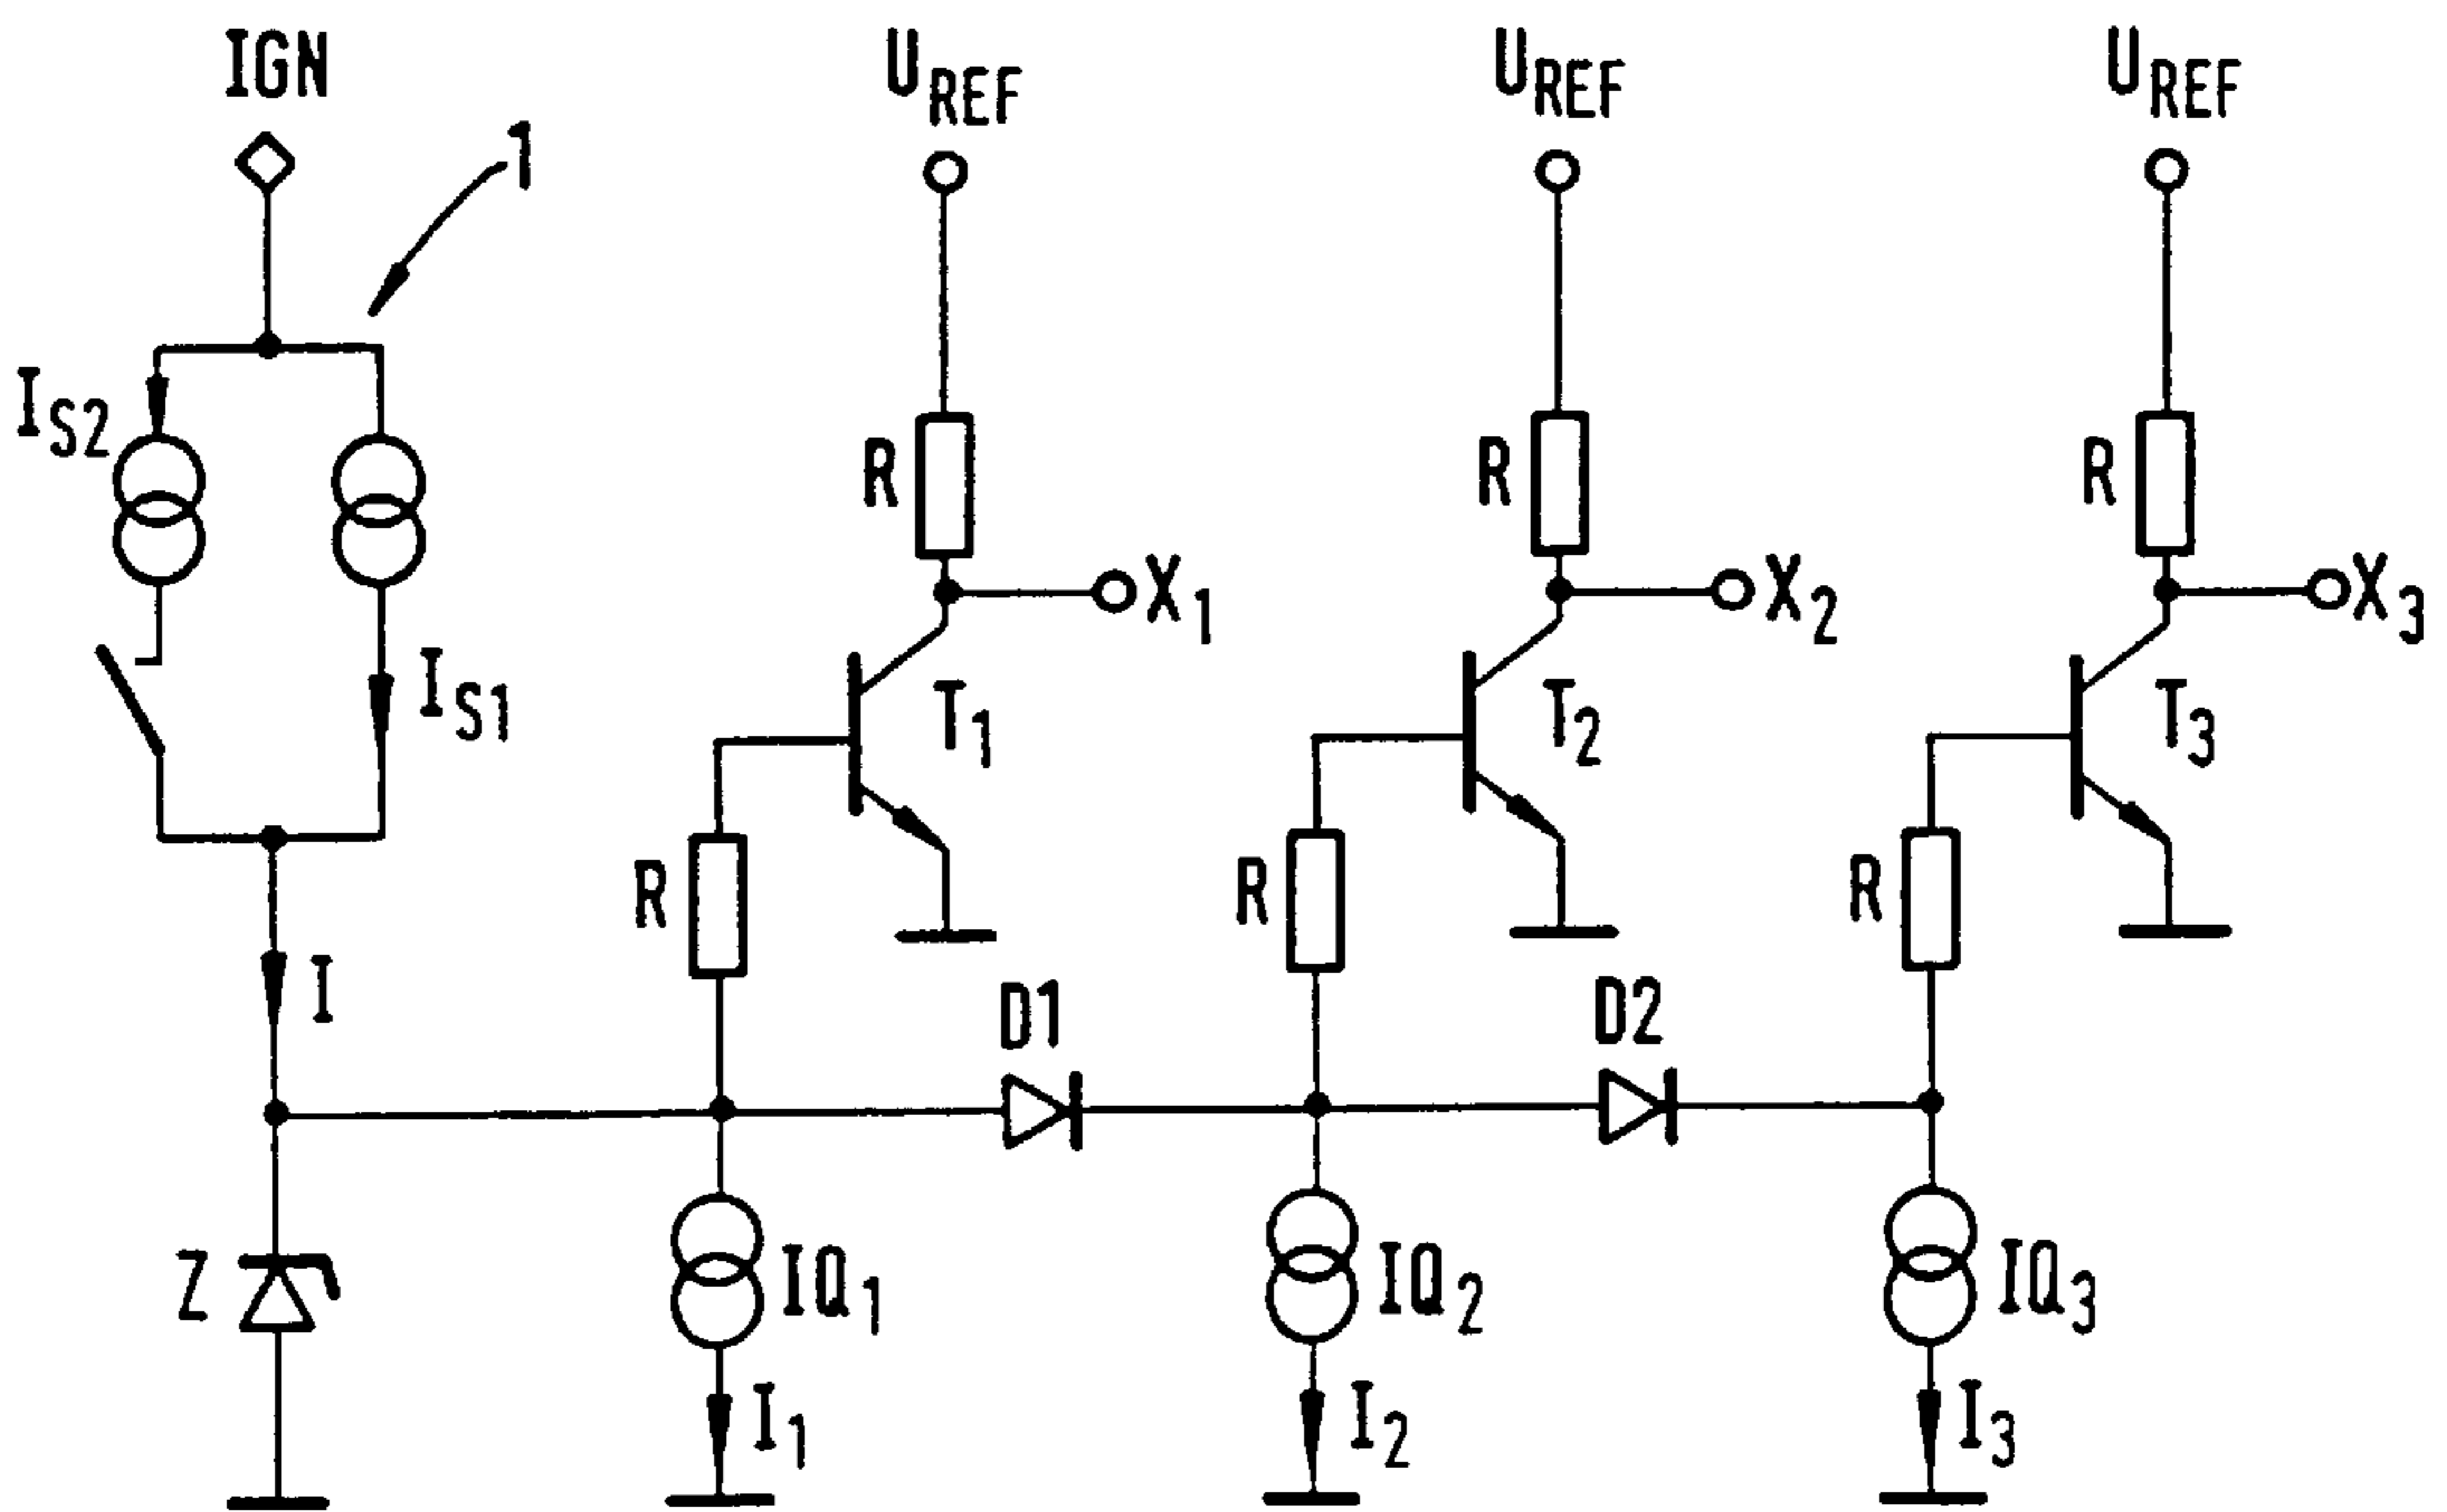 IGN
U_REF
U_REF
U_REF
1
I_S2
R
R
R
X_1
X_2
X_3
I_S1
T_1
T_2
T_3
R
R
R
I
D1
D2
Z
IQ_1
IQ_2
IQ_3
I_1
I_2
I_3